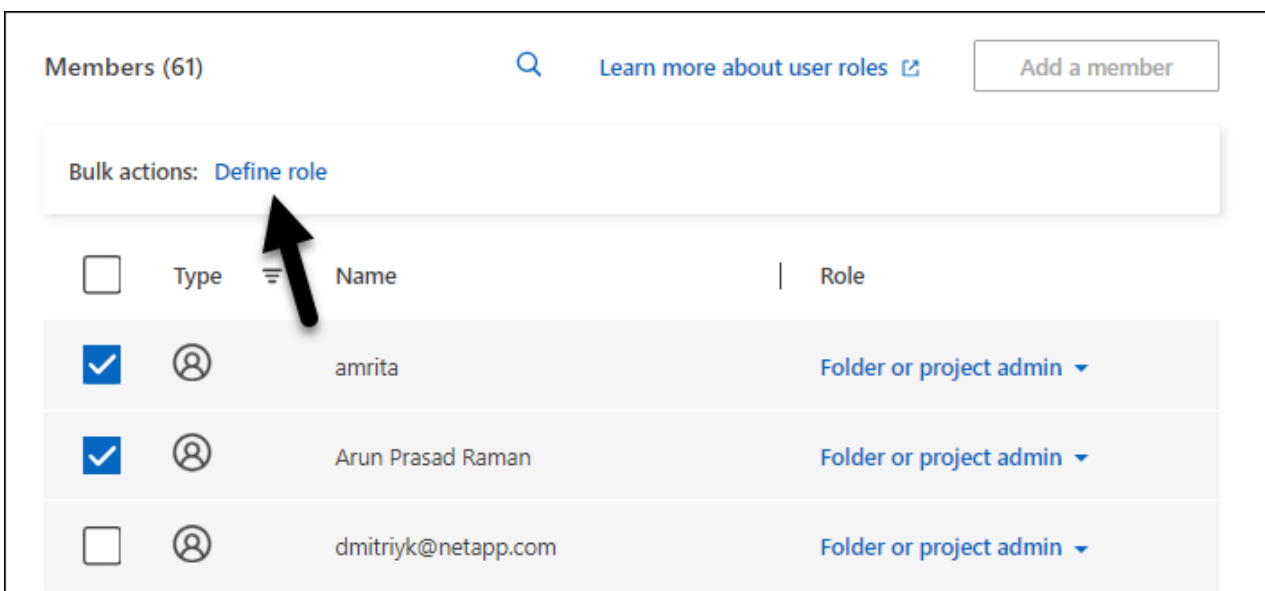 Members (61) Learn more about user roles Add a member
Bulk actions: Define role
Type Name Role
amrita Folder or project admin
Arun Prasad Raman Folder or project admin
dmitriyk@netapp.com Folder or project admin